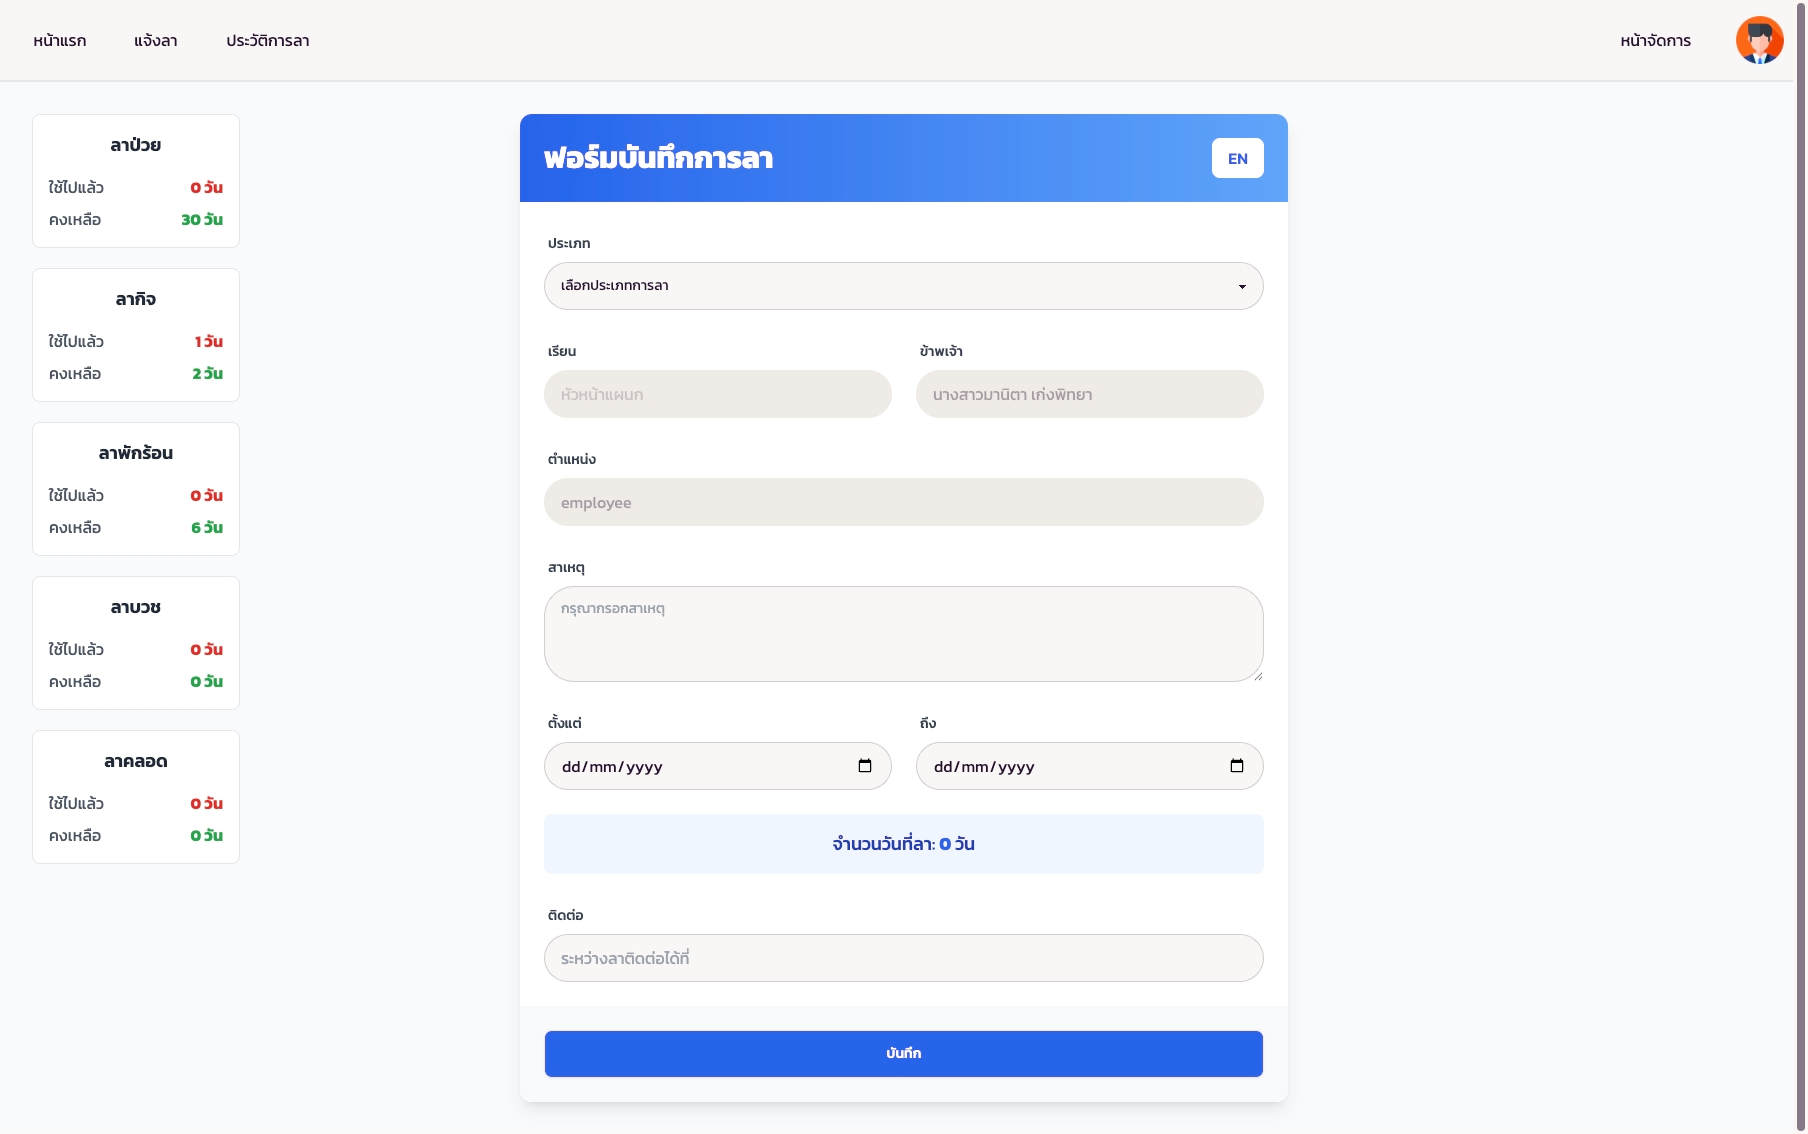 หน้าแรก แจ้งลา ประวัติการลา หน้าจัดการ
ลาป่วย
ใช้ไปแล้ว 0 วัน
คงเหลือ 30 วัน
ลากิจ
ใช้ไปแล้ว 1 วัน
คงเหลือ 2 วัน
ลาพักร้อน
ใช้ไปแล้ว 0 วัน
คงเหลือ 6 วัน
ลาบวช
ใช้ไปแล้ว 0 วัน
คงเหลือ 0 วัน
ลาคลอด
ใช้ไปแล้ว 0 วัน
คงเหลือ 0 วัน
ฟอร์มบันทึกการลา EN
ประเภท
เลือกประเภทการลา
เรียน ข้าพเจ้า
หัวหน้าแผนก นางสาวมานิตา เก่งพิทยา
ตำแหน่ง
employee
สาเหตุ
กรุณากรอกสาเหตุ
ตั้งแต่ ถึง
dd/mm/yyyy dd/mm/yyyy
จำนวนวันที่ลา: 0 วัน
ติดต่อ
ระหว่างลาติดต่อได้ที่
บันทึก